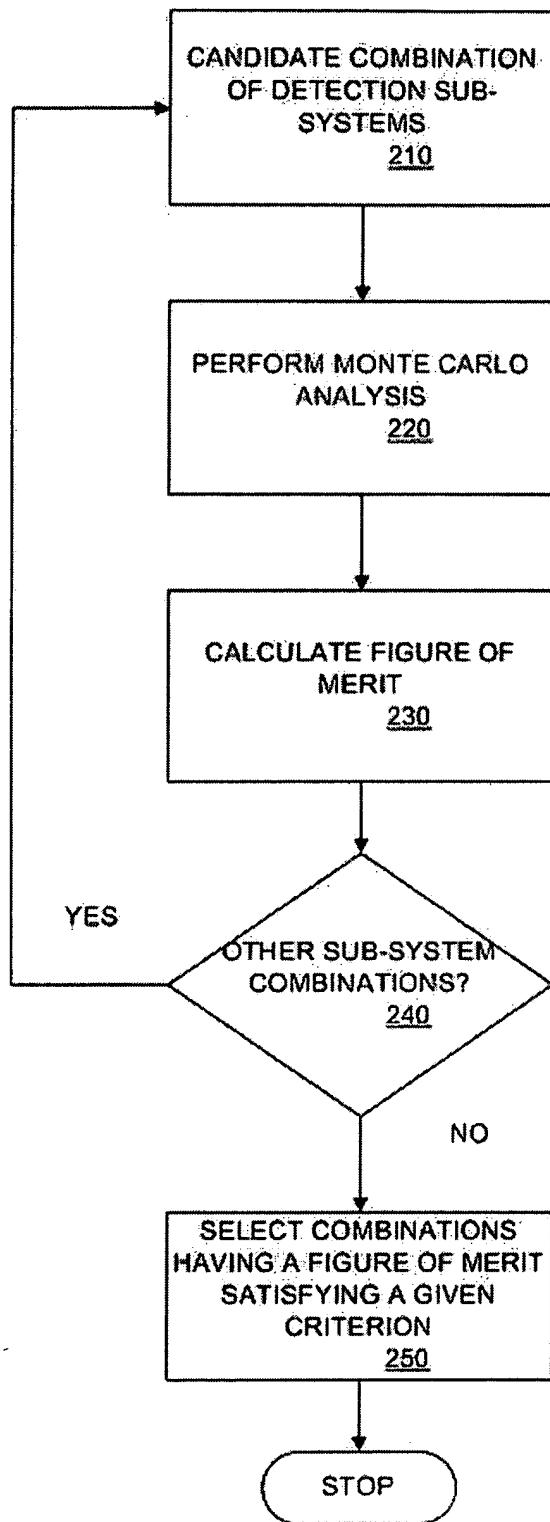 CANDIDATE COMBINATION
OF DETECTION SUB-
SYSTEMS
210
PERFORM MONTE CARLO
ANALYSIS
220
CALCULATE FIGURE OF
MERIT
230
YES
OTHER SUB-SYSTEM
COMBINATIONS?
240
NO
SELECT COMBINATIONS
HAVING A FIGURE OF MERIT
SATISFYING A GIVEN
CRITERION
250
STOP